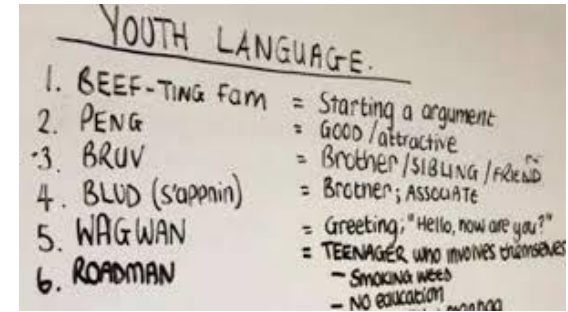 YOUTH LANGUAGE.
1. BEEF-TING Fam = Starting a argument
2. PENG = GOOD / attractive
3. BRUV = Brother / SIBLING / FRIEND
4. BLUD (s'appnin) = Brother; ASSOCIATE
5. WAGWAN = Greeting; "Hello, how are you?"
6. ROADMAN = TEENAGER who involves themselves
- SMOKING WEED
- NO education